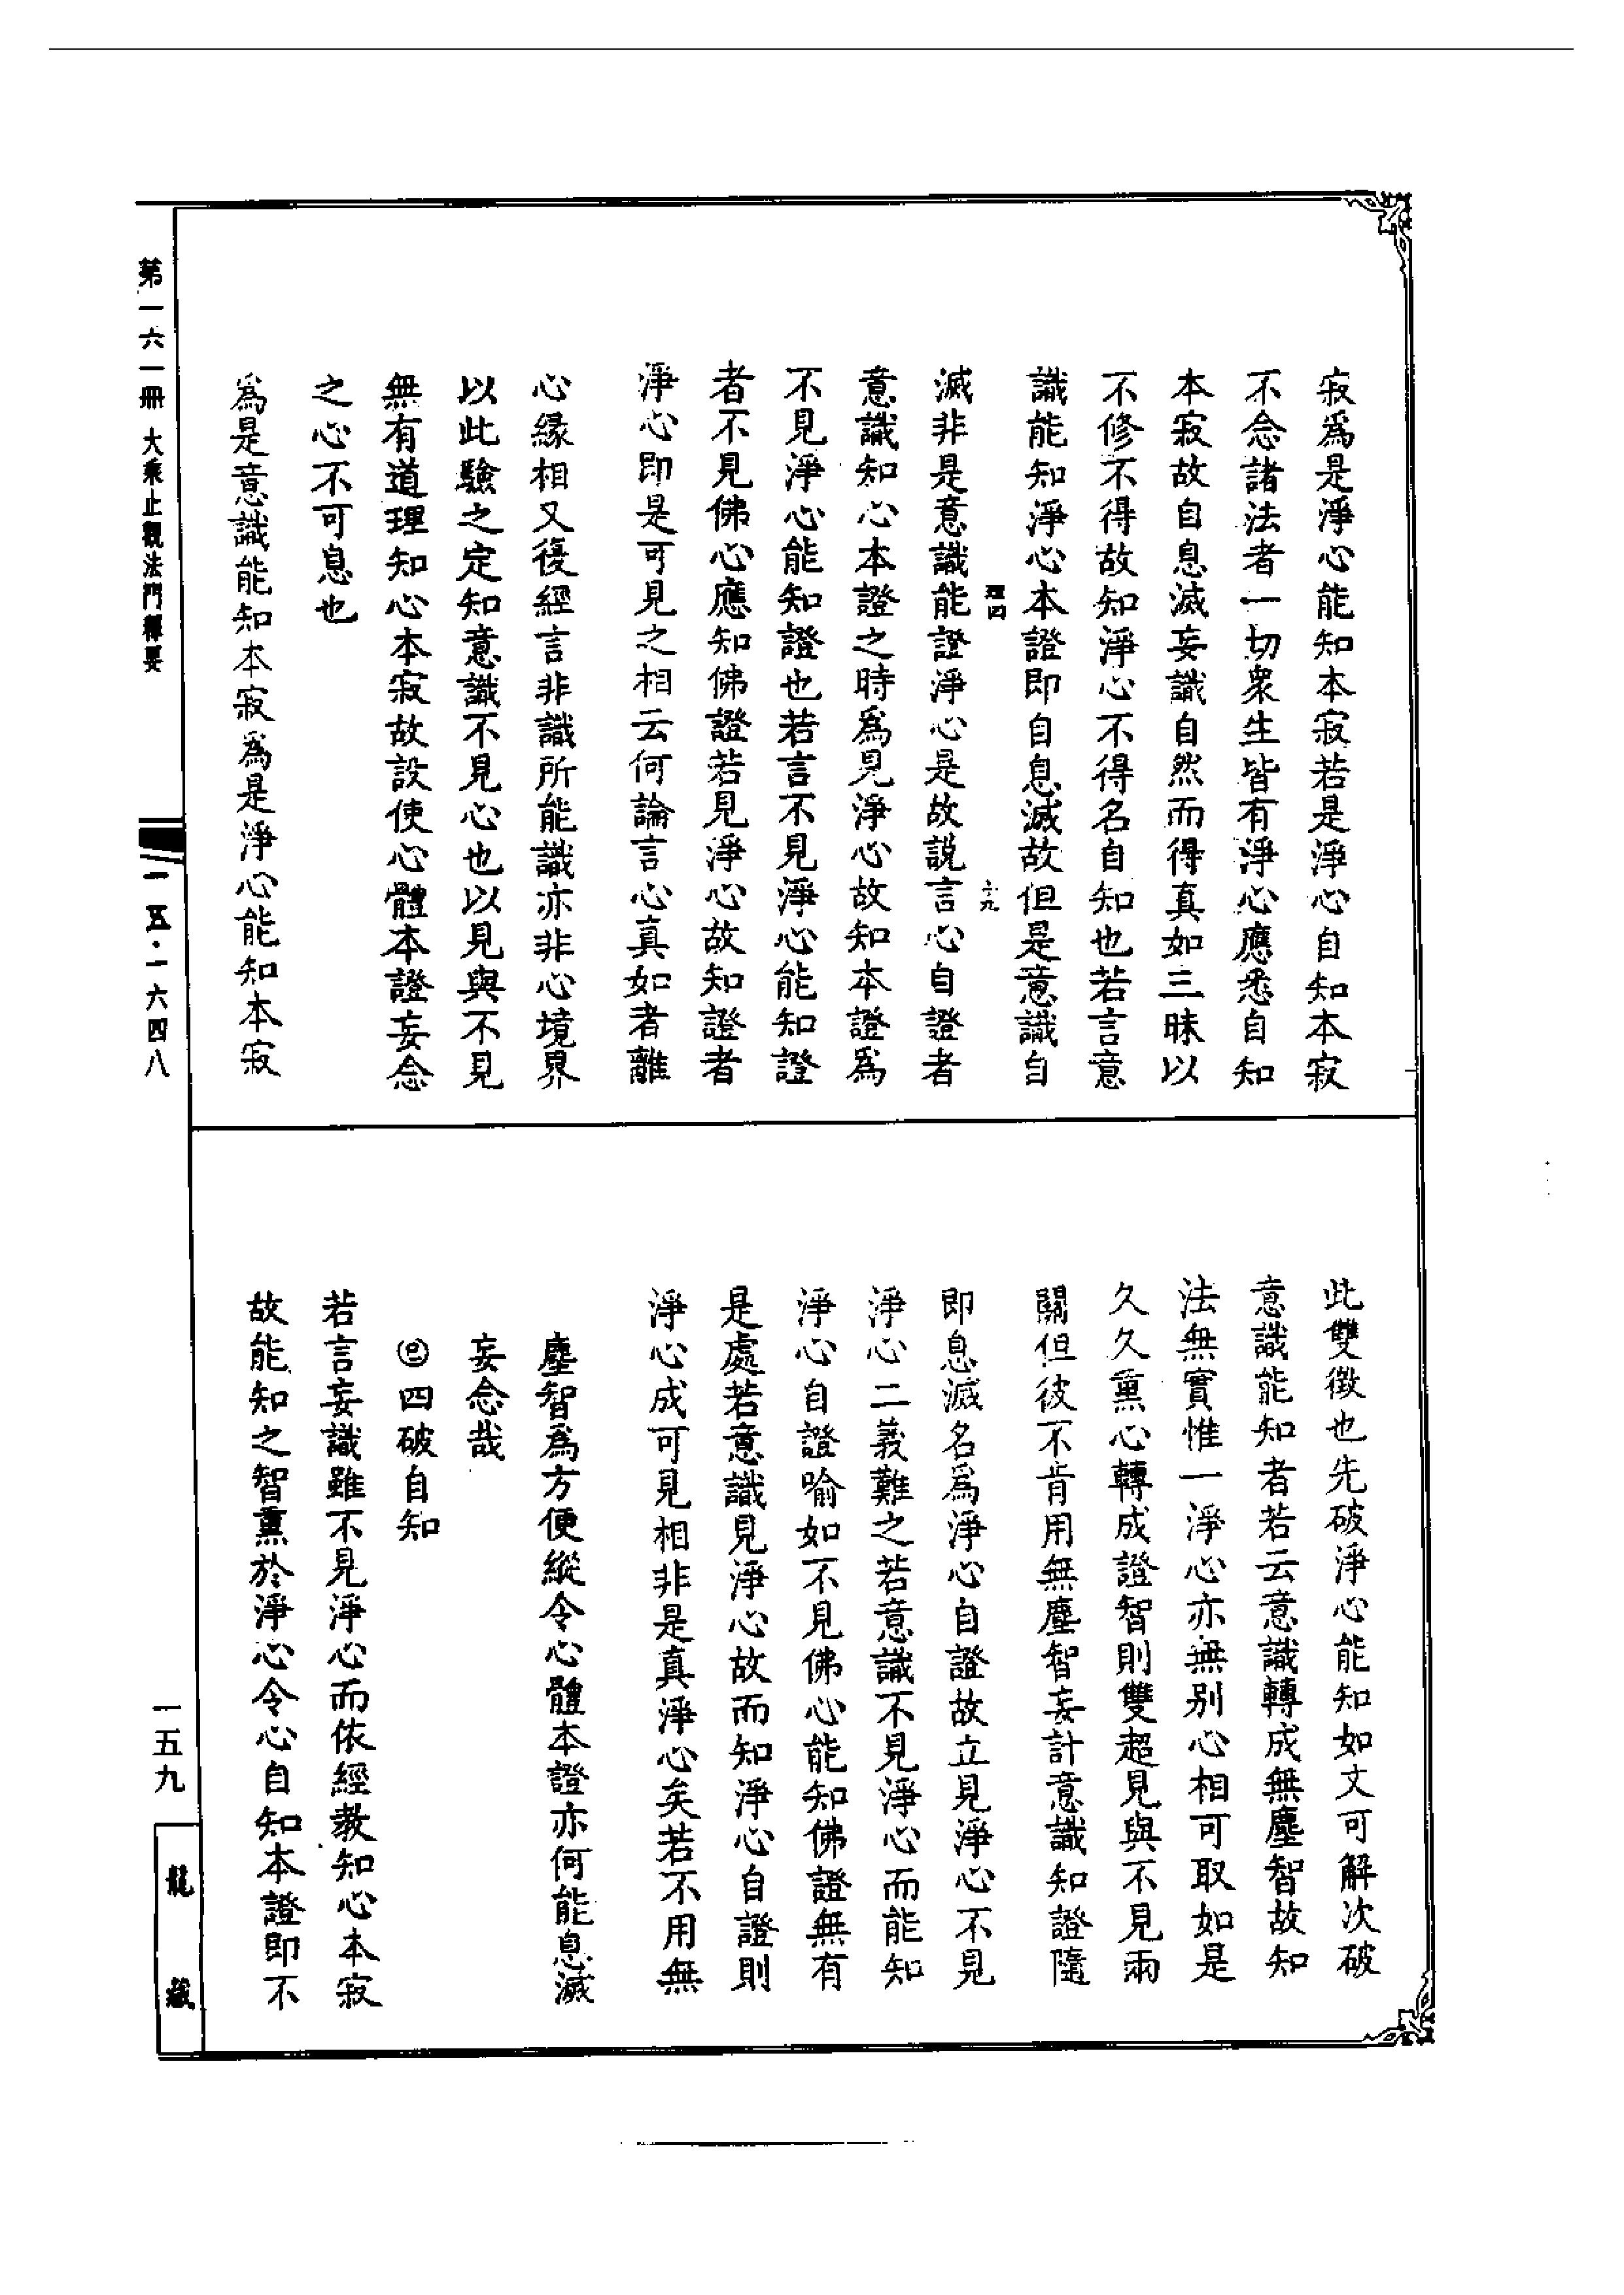 寂爲是淨心能知本寂若是淨心自知本寂
不念諸法者一切衆生皆有淨心應悉自知
本寂故自息滅妄識自然而得真如三昧以
不修不得故知淨心不得名自知也若言意
識能知淨心本證即自息滅故但是意識自
滅非是意識能證淨心是故説言心自證者
意識知心本證之時爲見淨心故知本證爲
不見淨心能知證也若言不見淨心能知證
者不見佛心應知佛證若見淨心故知證者
淨心即是可見之相云何論言心真如者離
心緣相又復經言非識所能識亦非心境界
以此驗之定知意識不見心也以見與不見
無有道理知心本寂故設使心體本證妄念
之心不可息也
爲是意識能知本寂爲是淨心能知本寂
此雙徵也先破淨心能知如文可解次破
意識能知者若云意識轉成無塵智故知
法無實惟一淨心亦無別心相可取如是
久久熏心轉成證智則雙超見與不見兩
關但彼不肯用無塵智妄計意識知證隨
即息滅名爲淨心自證故立見淨心不見
淨心二義難之若意識不見淨心而能知
淨心自證喻如不見佛心能知佛證無有
是處若意識見淨心故而知淨心自證則
淨心成可見相非是真淨心矣若不用無
塵智爲方便縱令心體本證亦何能息滅
妄念哉
㊁四破自知
若言妄識雖不見淨心而依經教知心本寂
故能知之智熏於淨心令心自知本證即不
第一六一冊 大乘止觀法門釋要
一五·一六四八
一五九
龍藏
六九